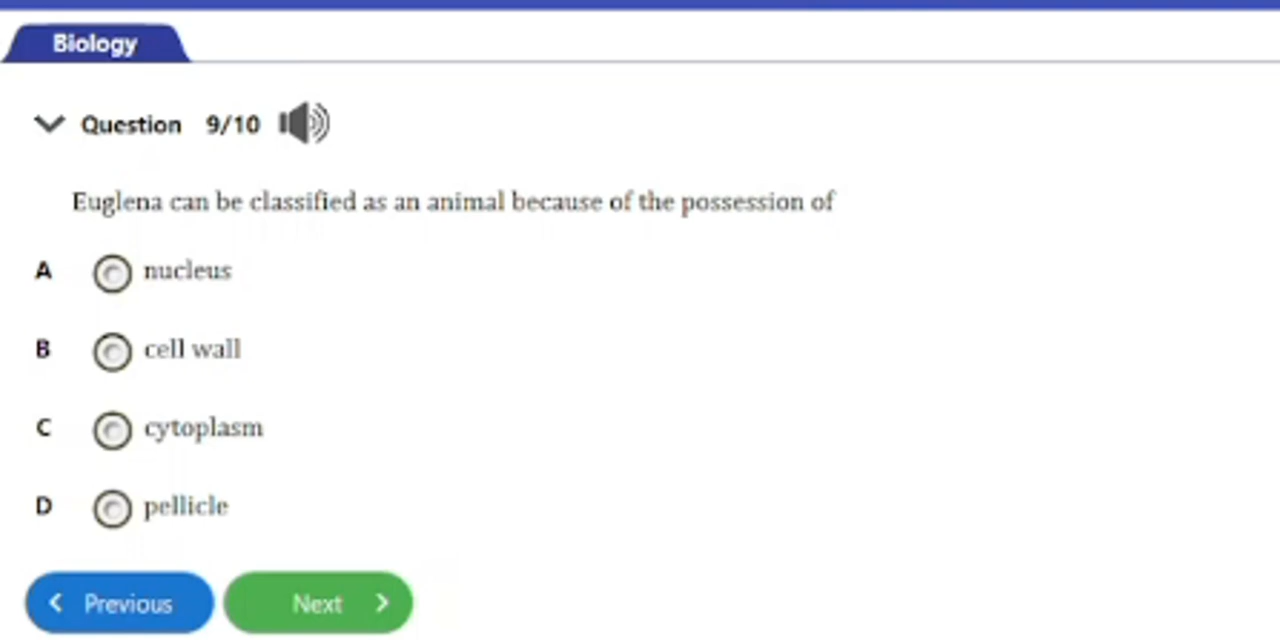 Biology
Question 9/10
Euglena can be classified as an animal because of the possession of
A nucleus
B cell wall
C cytoplasm
D pellicle
Previous Next